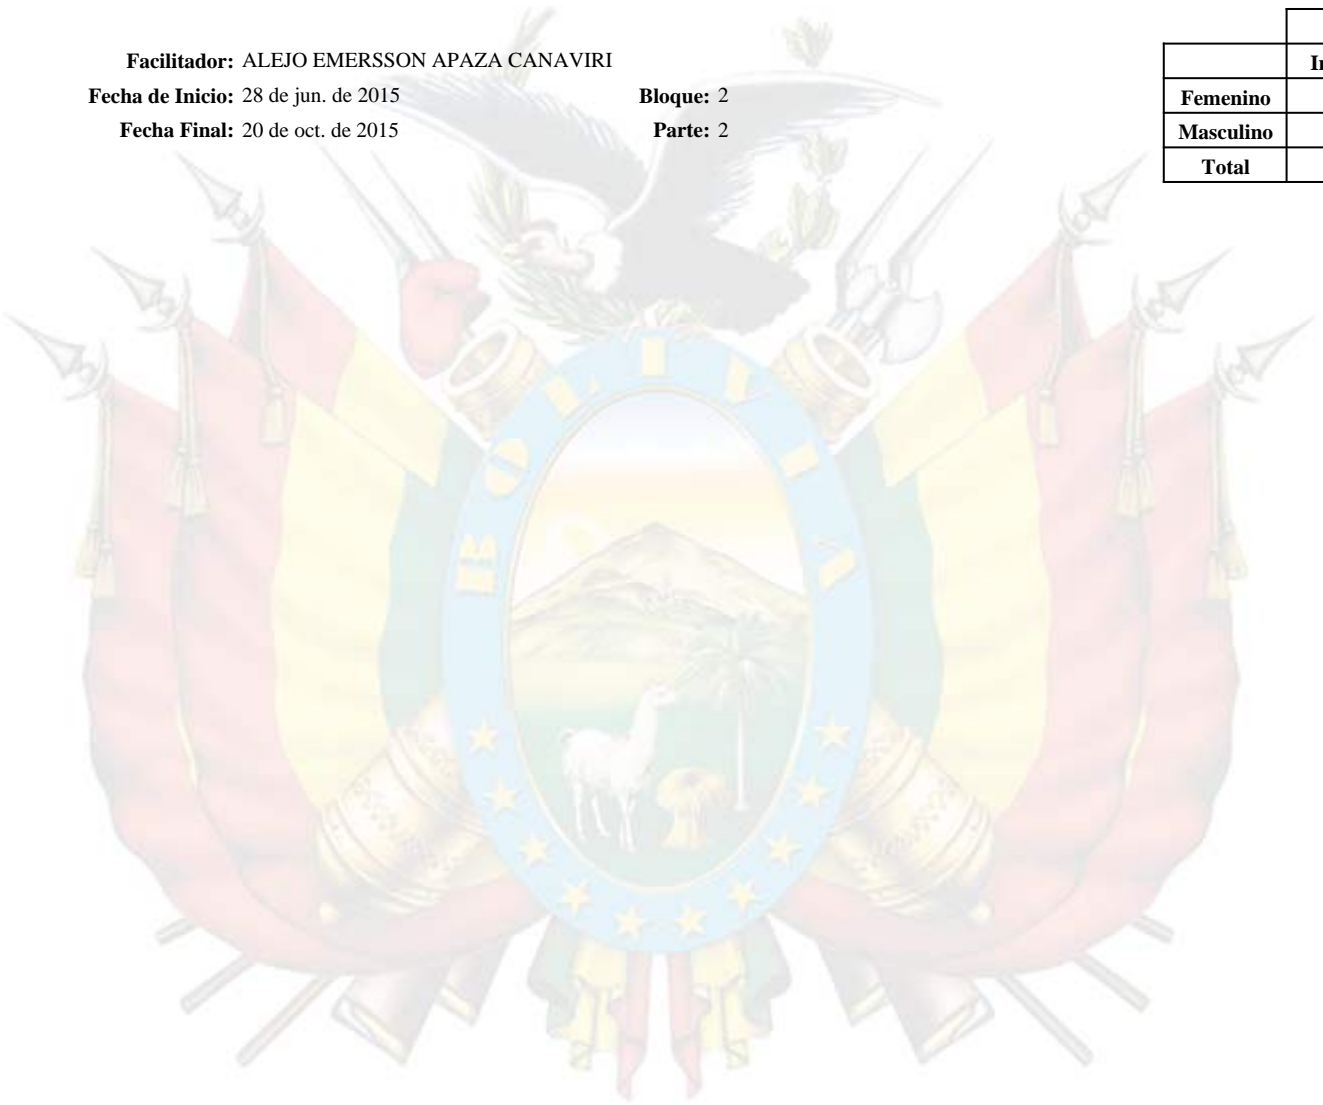 Facilitador: ALEJO EMERSSON APAZA CANAVIRI
Fecha de Inicio: 28 de jun. de 2015 Bloque: 2
Fecha Final: 20 de oct. de 2015 Parte: 2
Femenino
Masculino
Total
BOLIVIA